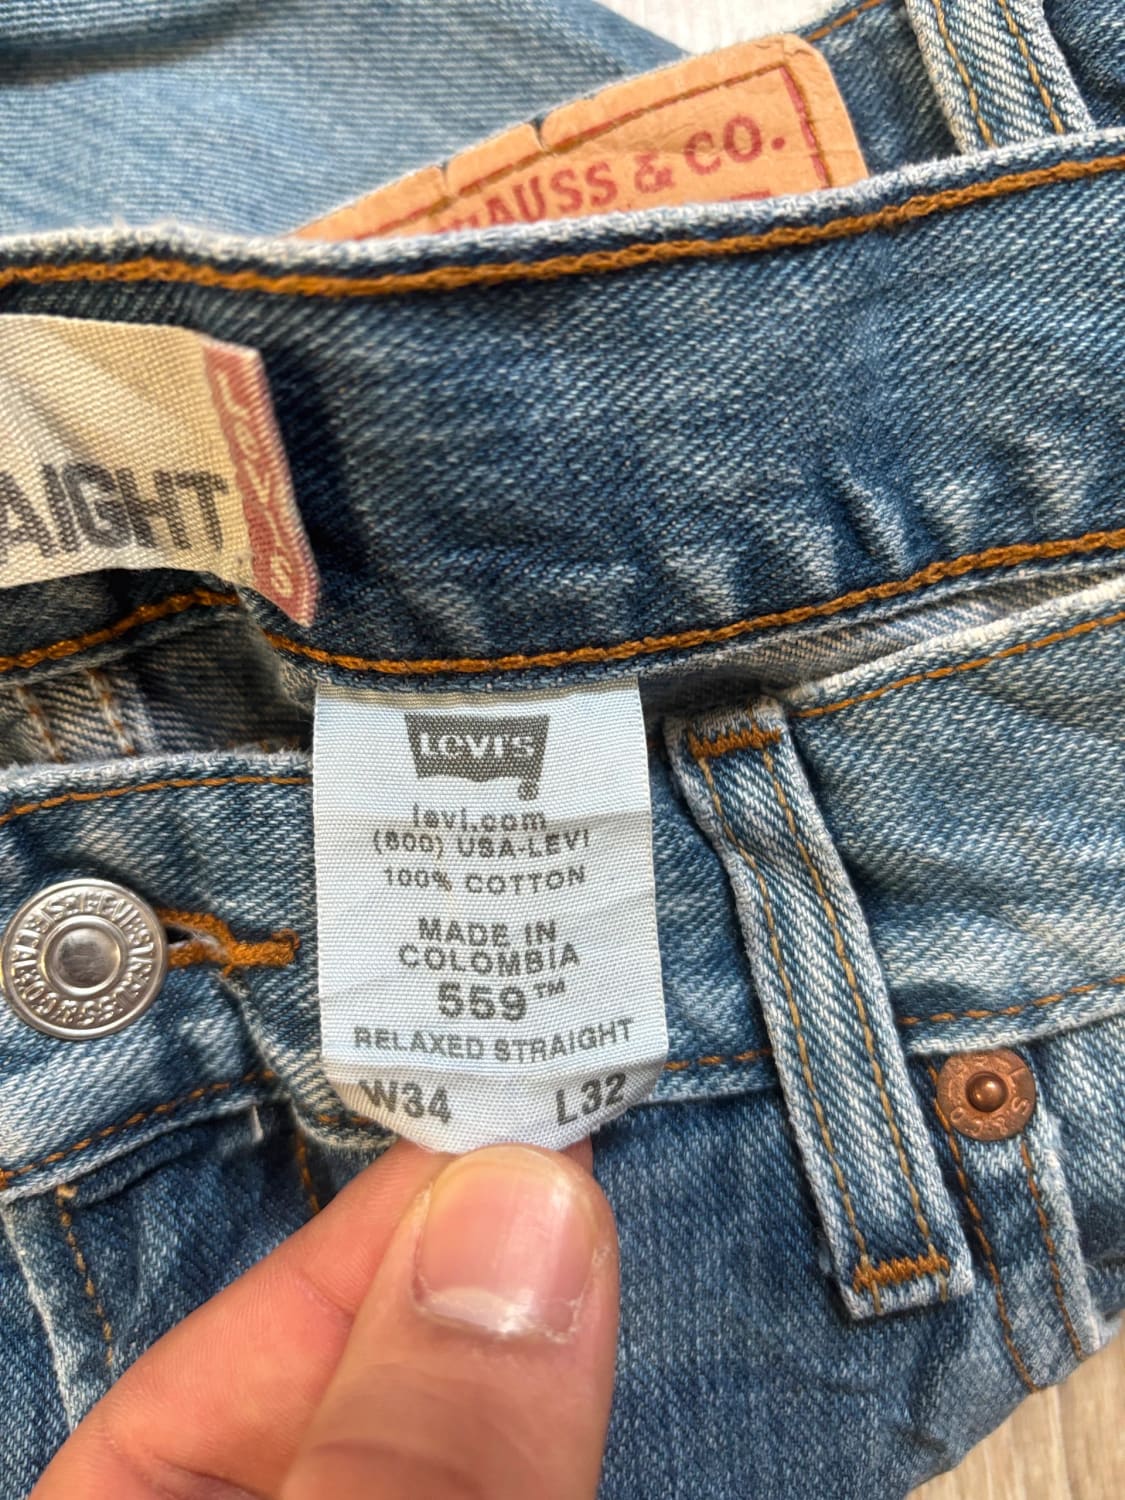 AUSS & CO.
AIGHT
Levi's
Levi's
levi.com
(800) USA-LEVI
100% COTTON
MADE IN
COLOMBIA
559™
RELAXED STRAIGHT
W34 L32